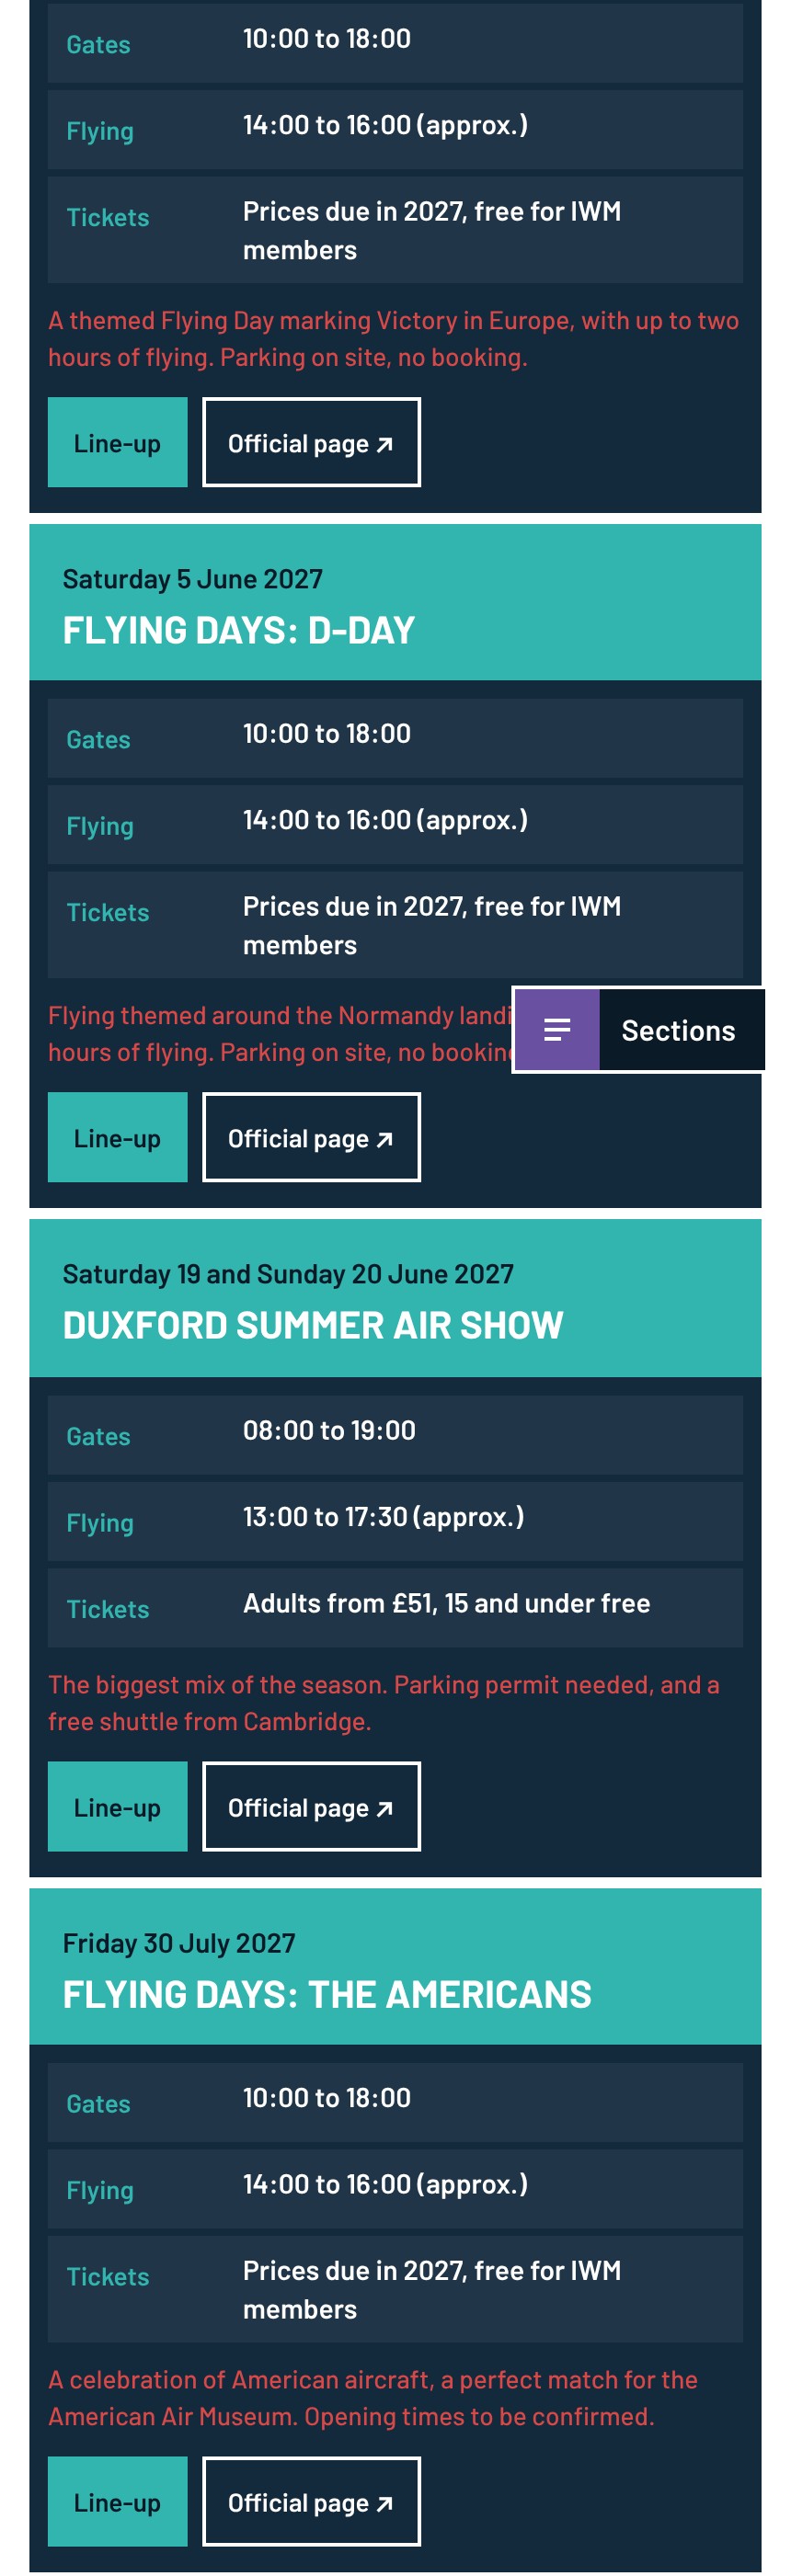 Gates
10:00 to 18:00
Flying
14:00 to 16:00 (approx.)
Tickets
Prices due in 2027, free for IWM
members
A themed Flying Day marking Victory in Europe, with up to two
hours of flying. Parking on site, no booking.
Line-up
Official page ↗
Saturday 5 June 2027
FLYING DAYS: D-DAY
Gates
10:00 to 18:00
Flying
14:00 to 16:00 (approx.)
Tickets
Prices due in 2027, free for IWM
members
Flying themed around the Normandy
hours of flying. Parking on site, no
Sections
Line-up
Official page ↗
Saturday 19 and Sunday 20 June 2027
DUXFORD SUMMER AIR SHOW
Gates
08:00 to 19:00
Flying
13:00 to 17:30 (approx.)
Tickets
Adults from £51, 15 and under free
The biggest mix of the season. Parking permit needed, and a
free shuttle from Cambridge.
Line-up
Official page ↗
Friday 30 July 2027
FLYING DAYS: THE AMERICANS
Gates
10:00 to 18:00
Flying
14:00 to 16:00 (approx.)
Tickets
Prices due in 2027, free for IWM
members
A celebration of American aircraft, a perfect match for the
American Air Museum. Opening times to be confirmed.
Line-up
Official page ↗